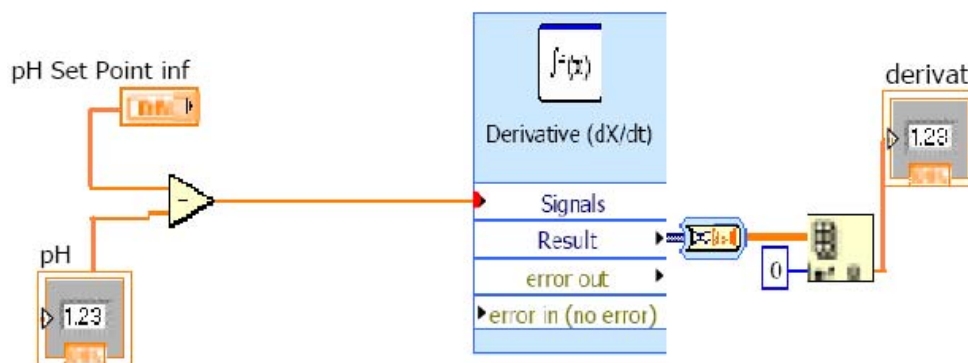 pH Set Point inf
derivat
∫(x)
1.23
Derivative (dX/dt)
-
Signals
pH
Result
0
error out
1.23
error in (no error)